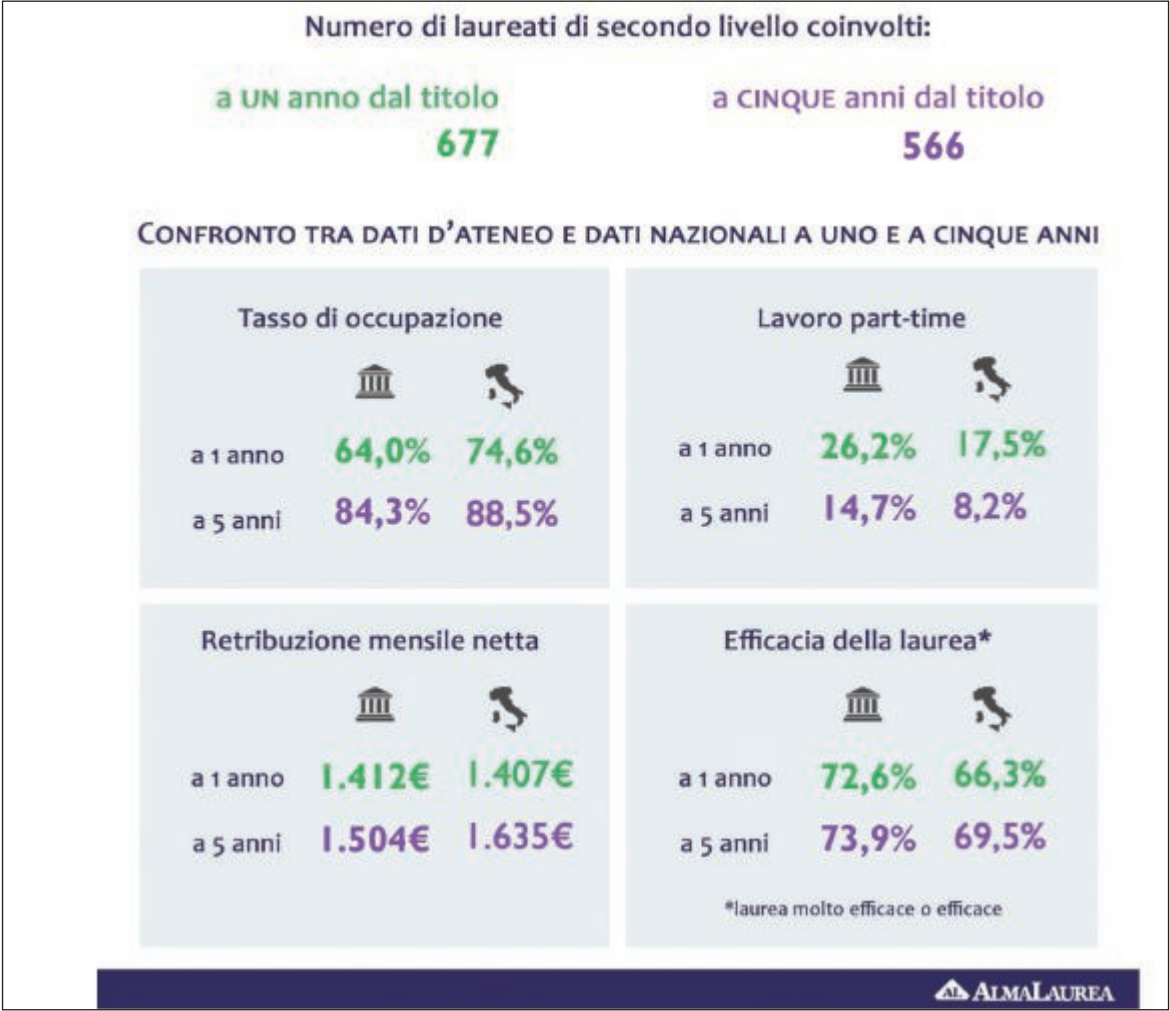 Numero di laureati di secondo livello coinvolti:
a UN anno dal titolo
677
a CINQUE anni dal titolo
566
CONFRONTO TRA DATI D'ATENEO E DATI NAZIONALI A UNO E A CINQUE ANNI
Tasso di occupazione
a 1 anno 64,0% 74,6%
a 5 anni 84,3% 88,5%
Lavoro part-time
a 1 anno 26,2% 17,5%
a 5 anni 14,7% 8,2%
Retribuzione mensile netta
a 1 anno 1.412€ 1.407€
a 5 anni 1.504€ 1.635€
Efficacia della laurea*
a 1 anno 72,6% 66,3%
a 5 anni 73,9% 69,5%
*laurea molto efficace o efficace
AL ALMALAUREA